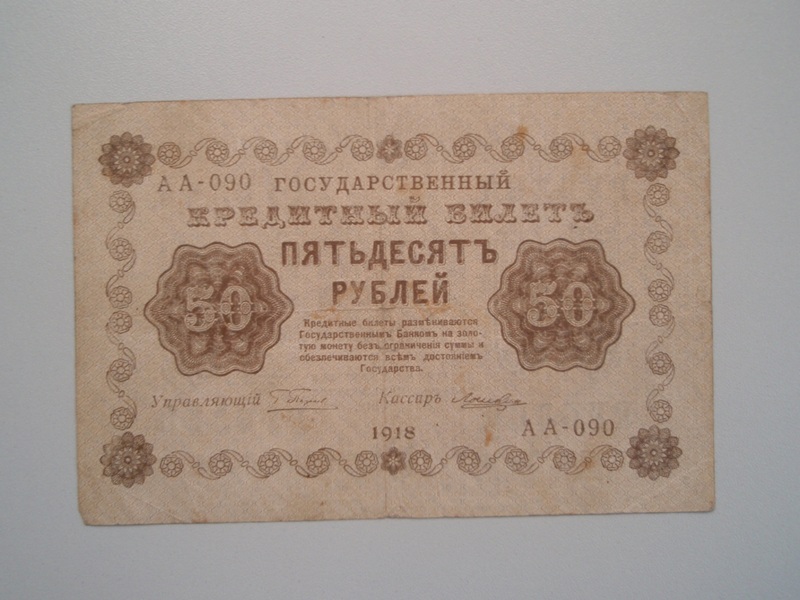 АА-090 ГОСУДАРСТВЕННЫЙ
КРЕДИТНЫЙ БИЛЕТЪ
ПЯТЬДЕСЯТЪ
50 РУБЛЕЙ 50
Кредитные билеты размѣниваются
Государственнымъ Банкомъ на золо-
тую монету безъ ограниченія суммы и
обезпечиваются всѣмъ достояніемъ
Государства.
Управляющій Кассиръ
1918 АА-090